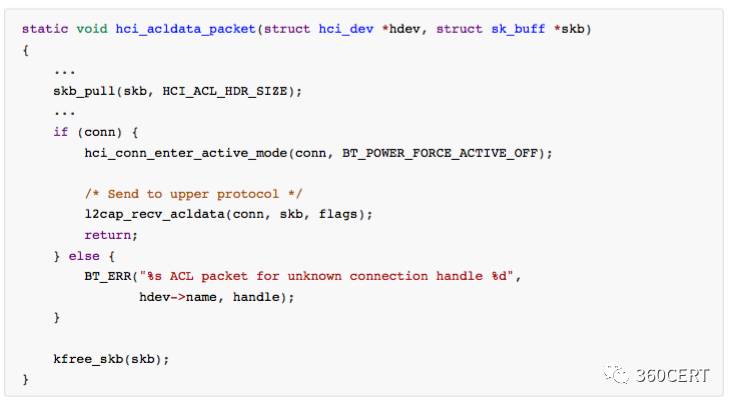 static void hci_acldata_packet(struct hci_dev *hdev, struct sk_buff *skb)
{
    ...
    skb_pull(skb, HCI_ACL_HDR_SIZE);
    ...
    if (conn) {
        hci_conn_enter_active_mode(conn, BT_POWER_FORCE_ACTIVE_OFF);

        /* Send to upper protocol */
        l2cap_recv_acldata(conn, skb, flags);
        return;
    } else {
        BT_ERR("%s ACL packet for unknown connection handle %d",
               hdev->name, handle);
    }

    kfree_skb(skb);
}
360CERT